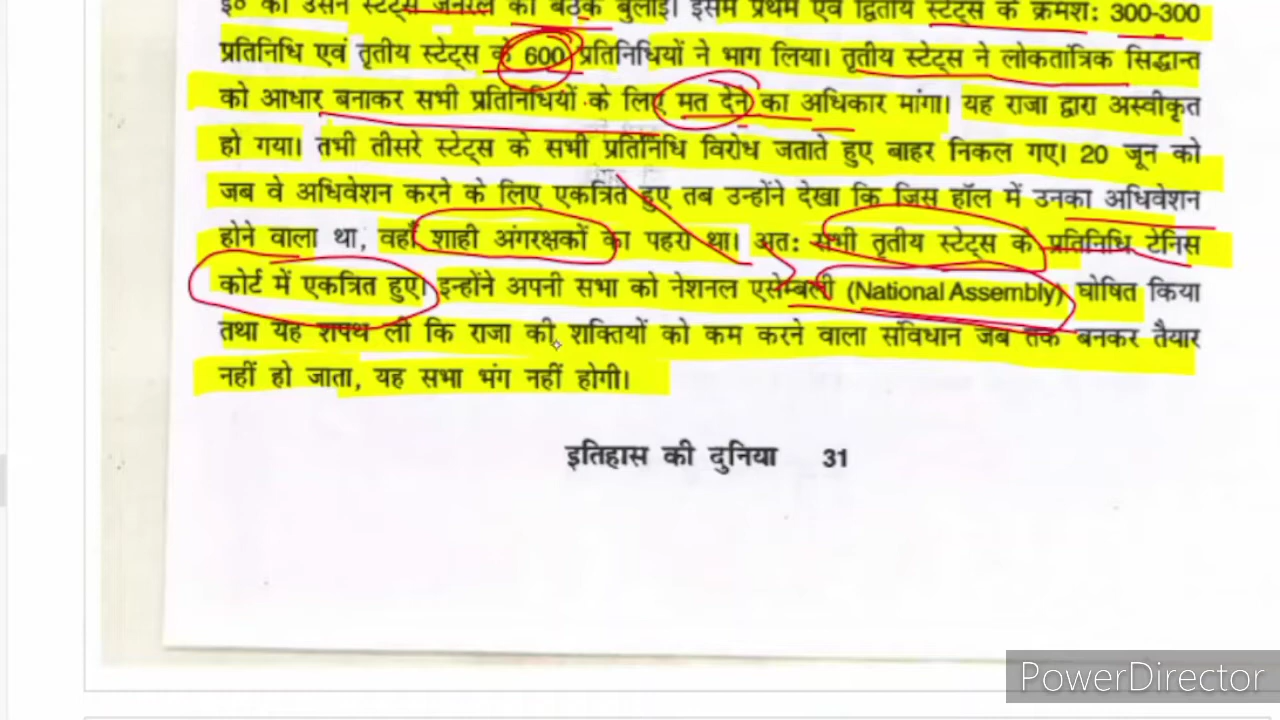 ई० को उसने स्टेट्स जेनरल की बैठक बुलाई। इसमें प्रथम एवं द्वितीय स्टेट्स के क्रमश: 300-300
प्रतिनिधि एवं तृतीय स्टेट्स के 600 प्रतिनिधियों ने भाग लिया। तृतीय स्टेट्स ने लोकतांत्रिक सिद्धान्त
को आधार बनाकर सभी प्रतिनिधियों के लिए मत देने का अधिकार मांगा। यह राजा द्वारा अस्वीकृत
हो गया। तभी तीसरे स्टेट्स के सभी प्रतिनिधि विरोध जताते हुए बाहर निकल गए। 20 जून को
जब वे अधिवेशन करने के लिए एकत्रित हुए तब उन्होंने देखा कि जिस हॉल में उनका अधिवेशन
होने वाला था, वहाँ शाही अंगरक्षकों का पहरा था। अत: सभी तृतीय स्टेट्स के प्रतिनिधि टेनिस
कोर्ट में एकत्रित हुए। इन्होंने अपनी सभा को नेशनल एसेम्बली (National Assembly) घोषित किया
तथा यह शपथ ली कि राजा की शक्तियों को कम करने वाला संविधान जब तक बनकर तैयार
नहीं हो जाता, यह सभा भंग नहीं होगी।
इतिहास की दुनिया 31
PowerDirector